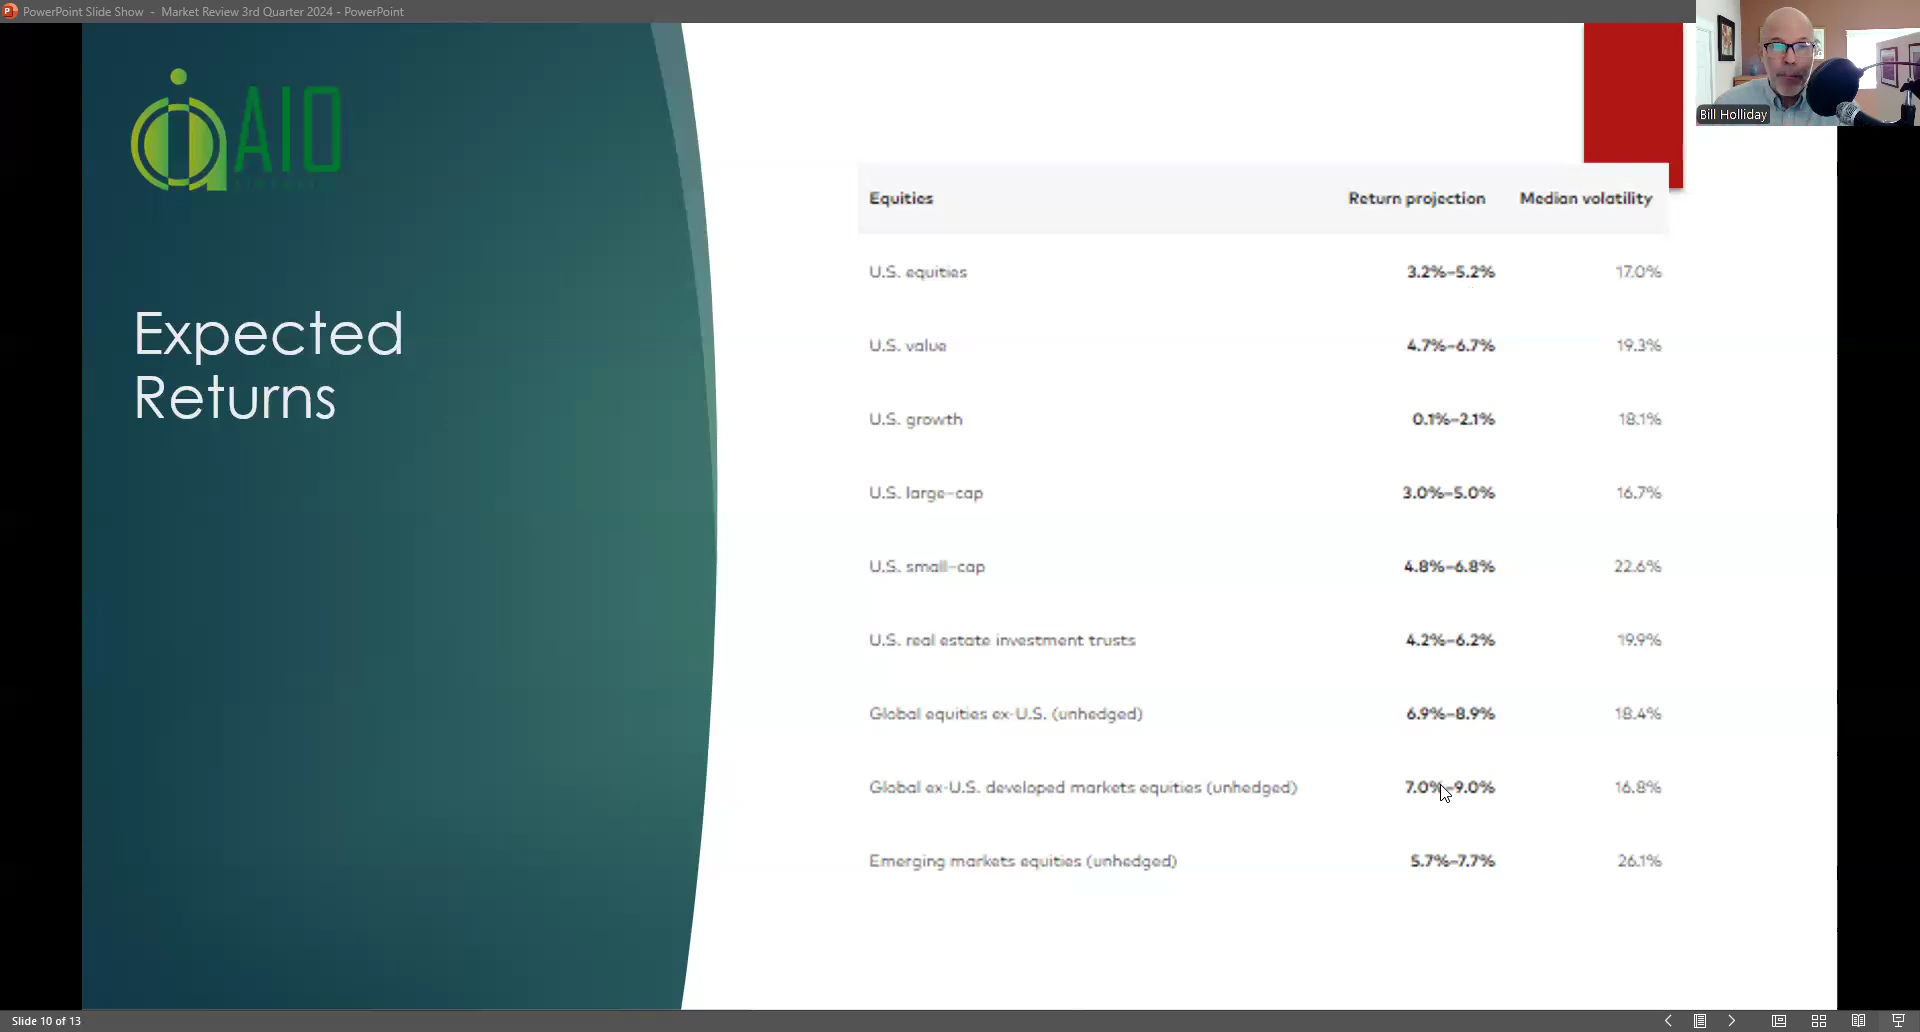 PowerPoint Slide Show - Market Review 3rd Quarter 2024 - PowerPoint
Bill Holliday
AIO
Expected
Returns
Equities Return projection Median volatility
U.S. equities 3.2%–5.2% 17.0%
U.S. value 4.7%–6.7% 19.3%
U.S. growth 0.1%–2.1% 18.1%
U.S. large-cap 3.0%–5.0% 16.7%
U.S. small-cap 4.8%–6.8% 22.6%
U.S. real estate investment trusts 4.2%–6.2% 19.9%
Global equities ex-U.S. (unhedged) 6.9%–8.9% 18.4%
Global ex-U.S. developed markets equities (unhedged) 7.0%–9.0% 16.8%
Emerging markets equities (unhedged) 5.7%–7.7% 26.1%
Slide 10 of 13